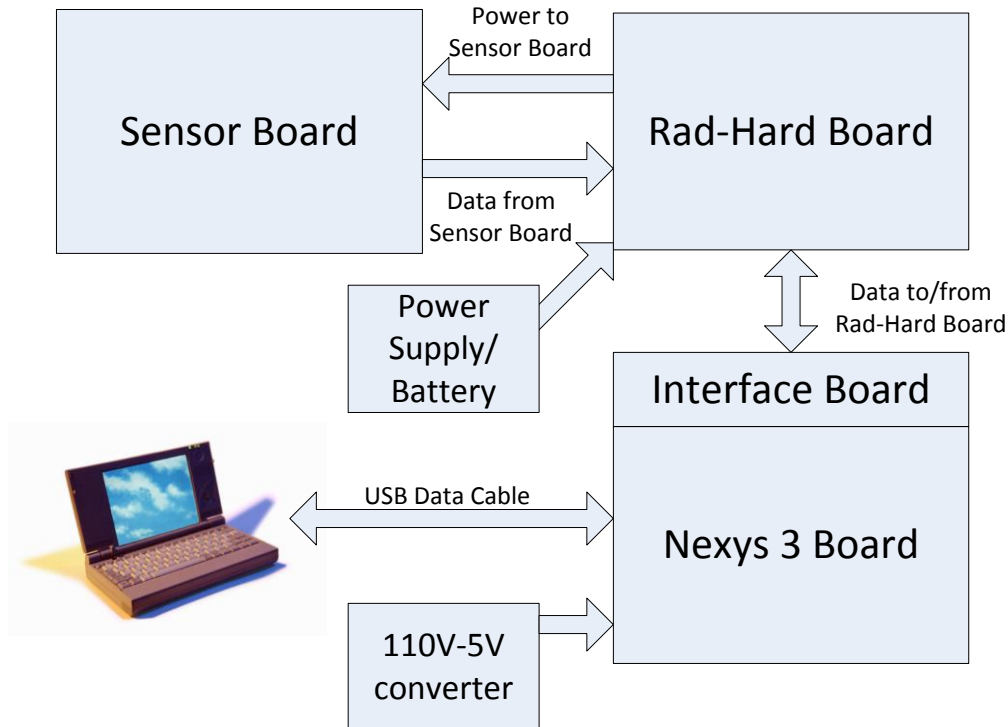 Power to
Sensor Board
Sensor Board
Rad-Hard Board
Data from
Sensor Board
Power
Supply/
Battery
Data to/from
Rad-Hard Board
Interface Board
USB Data Cable
Nexys 3 Board
110V-5V
converter